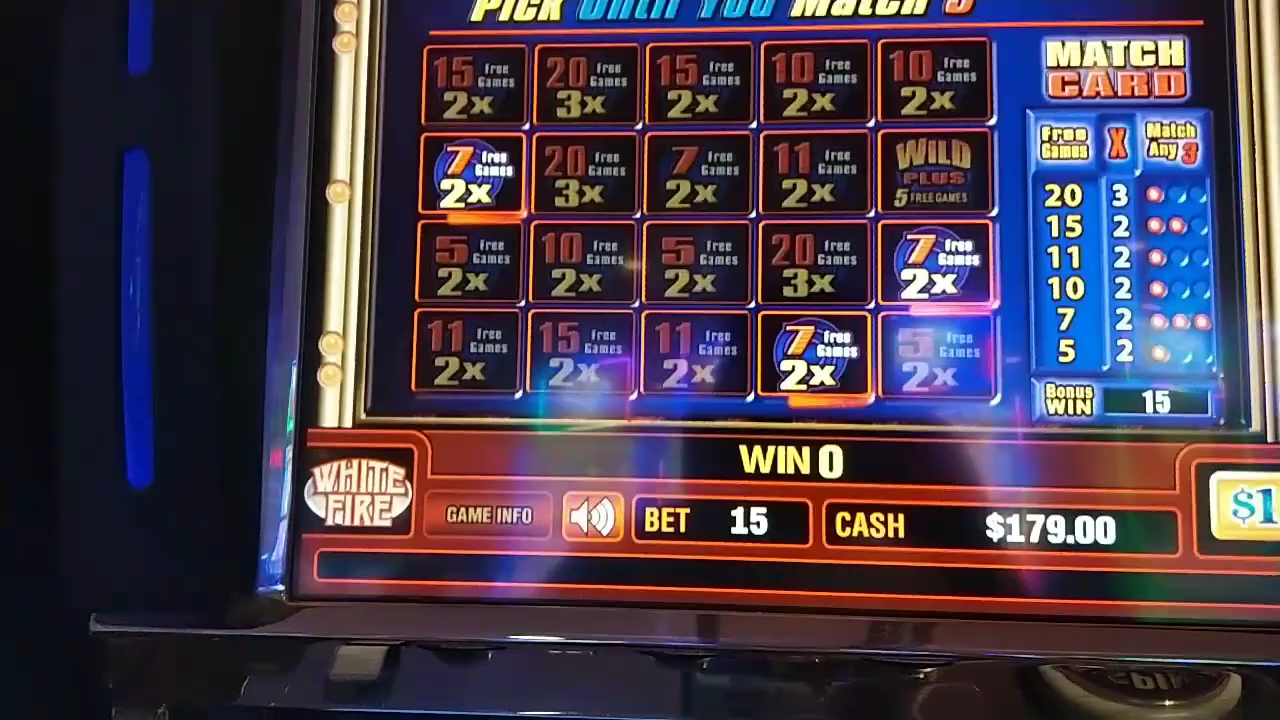 Pick Until You Match 3
15 Free Games 2x
20 Free Games 3x
15 Free Games 2x
10 Free Games 2x
10 Free Games 2x
7 Free Games 2x
20 Free Games 3x
7 Free Games 2x
11 Free Games 2x
WILD PLUS 5 FREE GAMES
5 Free Games 2x
10 Free Games 2x
5 Free Games 2x
20 Free Games 3x
7 Free Games 2x
11 Free Games 2x
15 Free Games 2x
11 Free Games 2x
7 Free Games 2x
5 Free Games 2x
MATCH
CARD
Free Games X Match Any 3
20 3
15 2
11 2
10 2
7 2
5 2
Bonus WIN 15
WIN 0
WHITE FIRE
GAME INFO
BET 15
CASH $179.00
$1